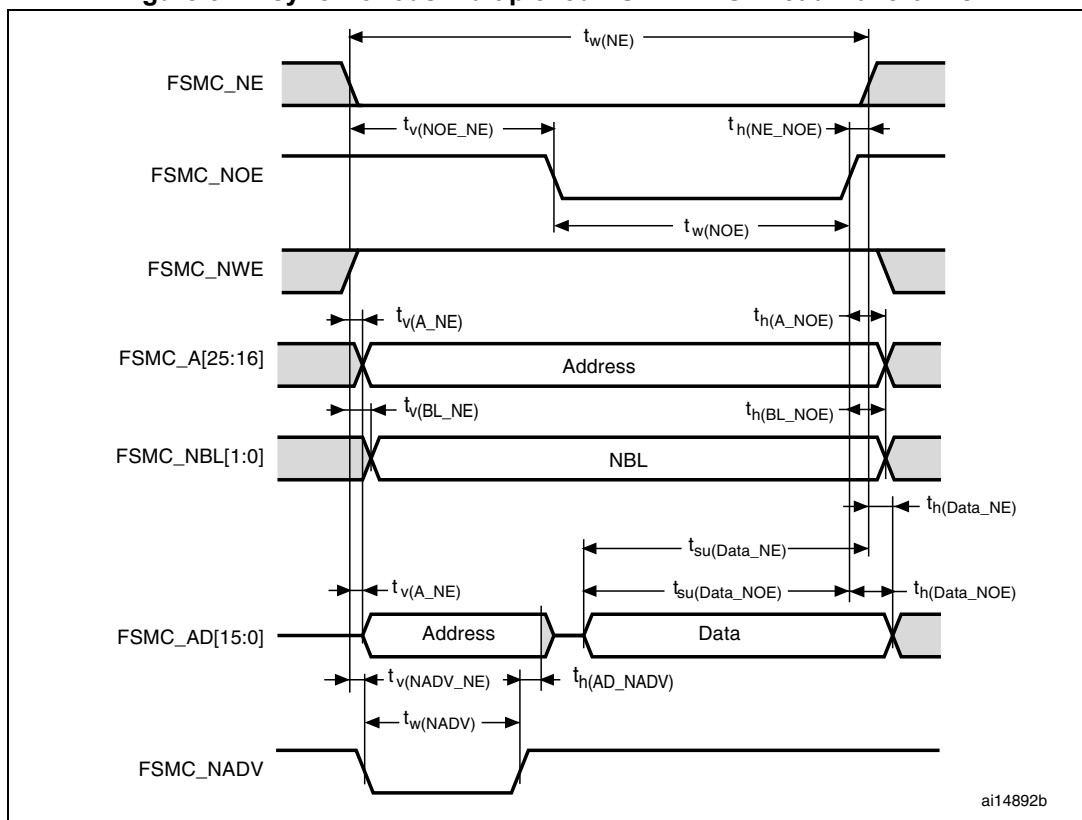 tw(NE)
FSMC_NE
tv(NOE_NE)
th(NE_NOE)
FSMC_NOE
tw(NOE)
FSMC_NWE
tv(A_NE)
th(A_NOE)
FSMC_A[25:16]
Address
tv(BL_NE)
th(BL_NOE)
FSMC_NBL[1:0]
NBL
th(Data_NE)
tsu(Data_NE)
tv(A_NE)
tsu(Data_NOE)
th(Data_NOE)
FSMC_AD[15:0]
Address
Data
tv(NADV_NE)
th(AD_NADV)
tw(NADV)
FSMC_NADV
ai14892b